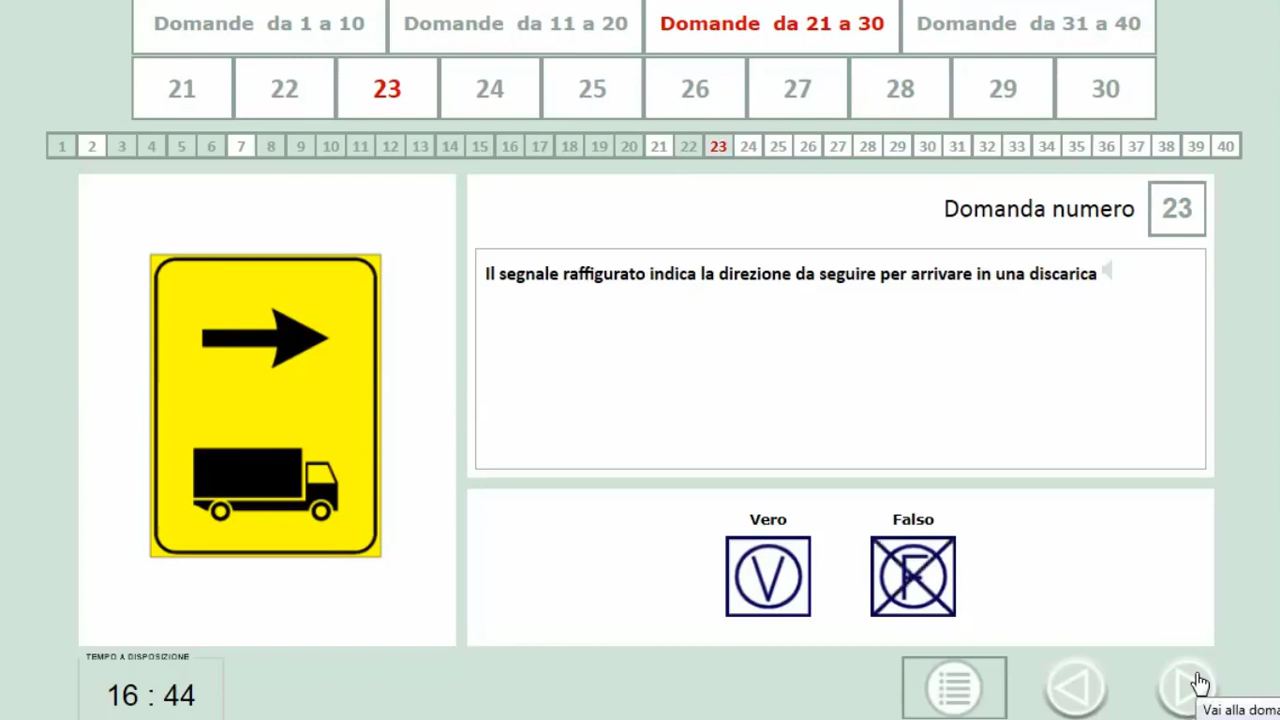 Domande da 1 a 10 Domande da 11 a 20 Domande da 21 a 30 Domande da 31 a 40
21 22 23 24 25 26 27 28 29 30
1 2 3 4 5 6 7 8 9 10 11 12 13 14 15 16 17 18 19 20 21 22 23 24 25 26 27 28 29 30 31 32 33 34 35 36 37 38 39 40
Domanda numero 23
Il segnale raffigurato indica la direzione da seguire per arrivare in una discarica
Vero Falso
V F
TEMPO A DISPOSIZIONE
16 : 44
Vai alla doma